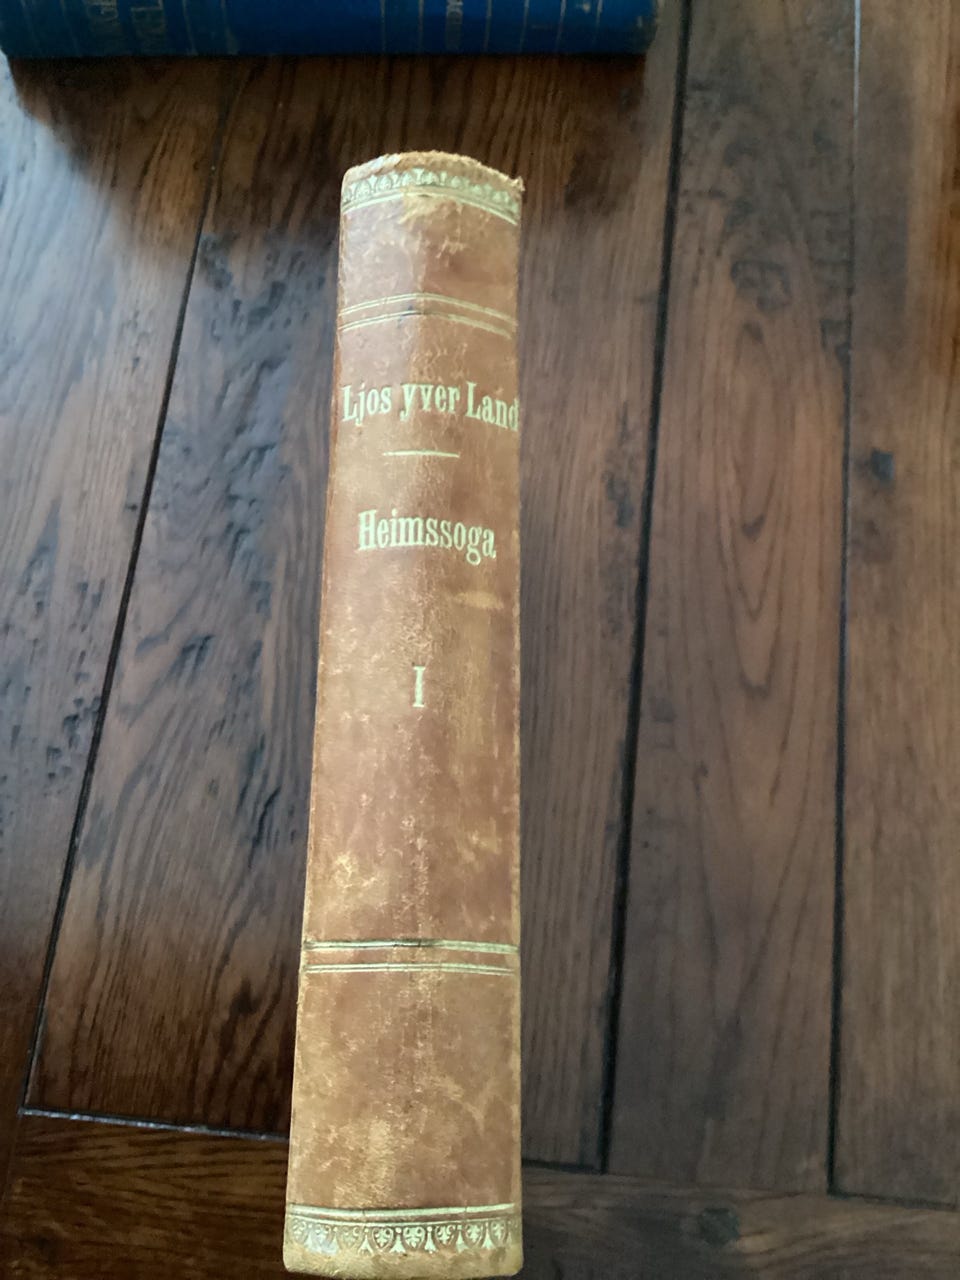 Ljos yver Land
Heimssoga
I